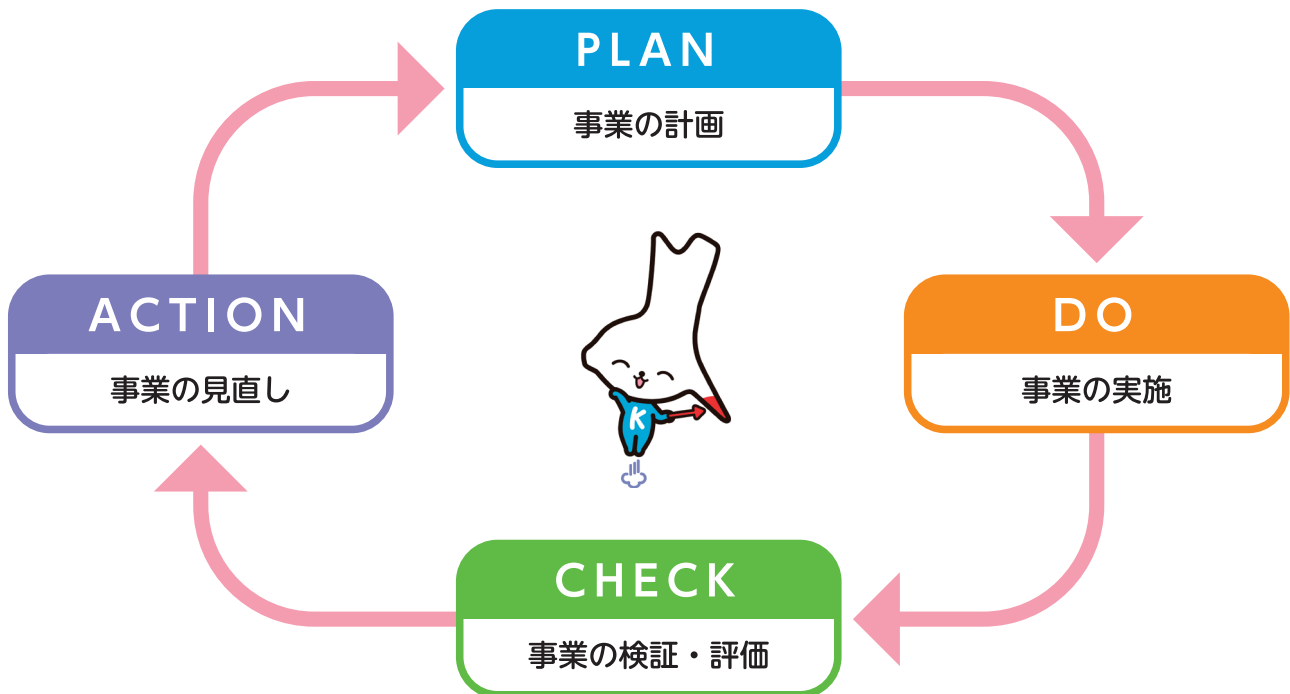 PLAN
事業の計画
DO
事業の実施
CHECK
事業の検証・評価
ACTION
事業の見直し
K